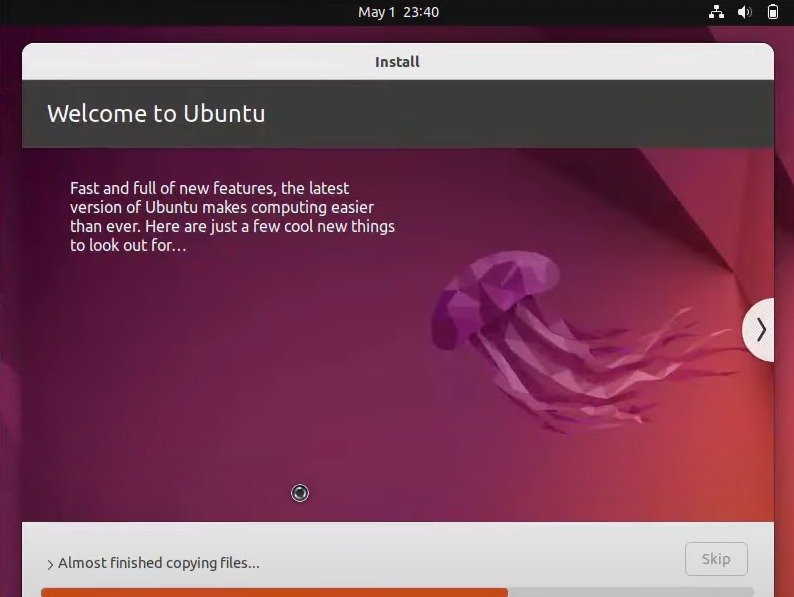 May 1 23:40
Install
Welcome to Ubuntu
Fast and full of new features, the latest
version of Ubuntu makes computing easier
than ever. Here are just a few cool new things
to look out for…
Almost finished copying files...
Skip